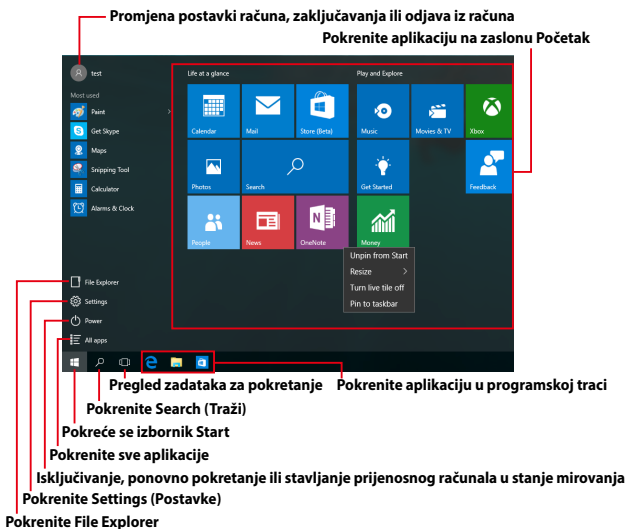 Promjena postavki računa, zaključavanja ili odjava iz računa
Pokrenite aplikaciju na zaslonu Početak
test
Most used
Paint
Get Skype
Maps
Snipping Tool
Calculator
Alarms & Clock
File Explorer
Settings
Power
All apps
Life at a glance
Play and Explore
Calendar
Mail
Store (Beta)
Music
Movies & TV
Xbox
Photos
Search
Get Started
Feedback
People
News
OneNote
Money
Unpin from Start
Resize
Turn live tile off
Pin to taskbar
Pregled zadataka za pokretanje
Pokrenite aplikaciju u programskoj traci
Pokrenite Search (Traži)
Pokreće se izbornik Start
Pokrenite sve aplikacije
Isključivanje, ponovno pokretanje ili stavljanje prijenosnog računala u stanje mirovanja
Pokrenite Settings (Postavke)
Pokrenite File Explorer